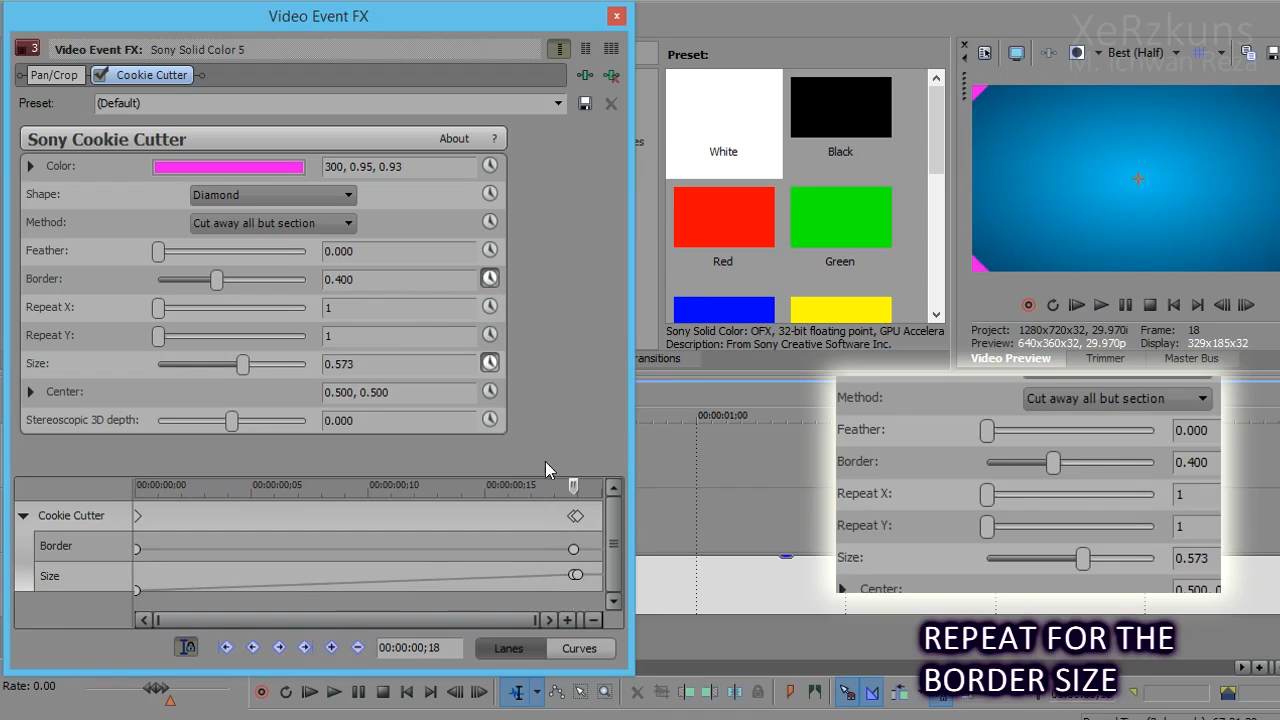 Video Event FX
x
XeRzkuns
M. Ichwan Reza
3 Video Event FX: Sony Solid Color 5
Pan/Crop Cookie Cutter
Preset: (Default)
Sony Cookie Cutter About ?
Color: 300, 0.95, 0.93
Shape: Diamond
Method: Cut away all but section
Feather: 0.000
Border: 0.400
Repeat X: 1
Repeat Y: 1
Size: 0.573
Center: 0.500, 0.500
Stereoscopic 3D depth: 0.000
00:00:00;00 00:00:00;05 00:00:00;10 00:00:00;15
Cookie Cutter
Border
Size
00:00:00;18 Lanes Curves
Rate: 0.00
Preset:
White Black
Red Green
Sony Solid Color: OFX, 32-bit floating point, GPU Accelera
Description: From Sony Creative Software Inc.
Best (Half)
Project: 1280x720x32, 29.970i Frame: 18
Preview: 640x360x32, 29.970p Display: 329x185x32
ransitions Video Preview Trimmer Master Bus
00:00:01;00
Method: Cut away all but section
Feather: 0.000
Border: 0.400
Repeat X: 1
Repeat Y: 1
Size: 0.573
Center: 0.500, 0
REPEAT FOR THE
BORDER SIZE